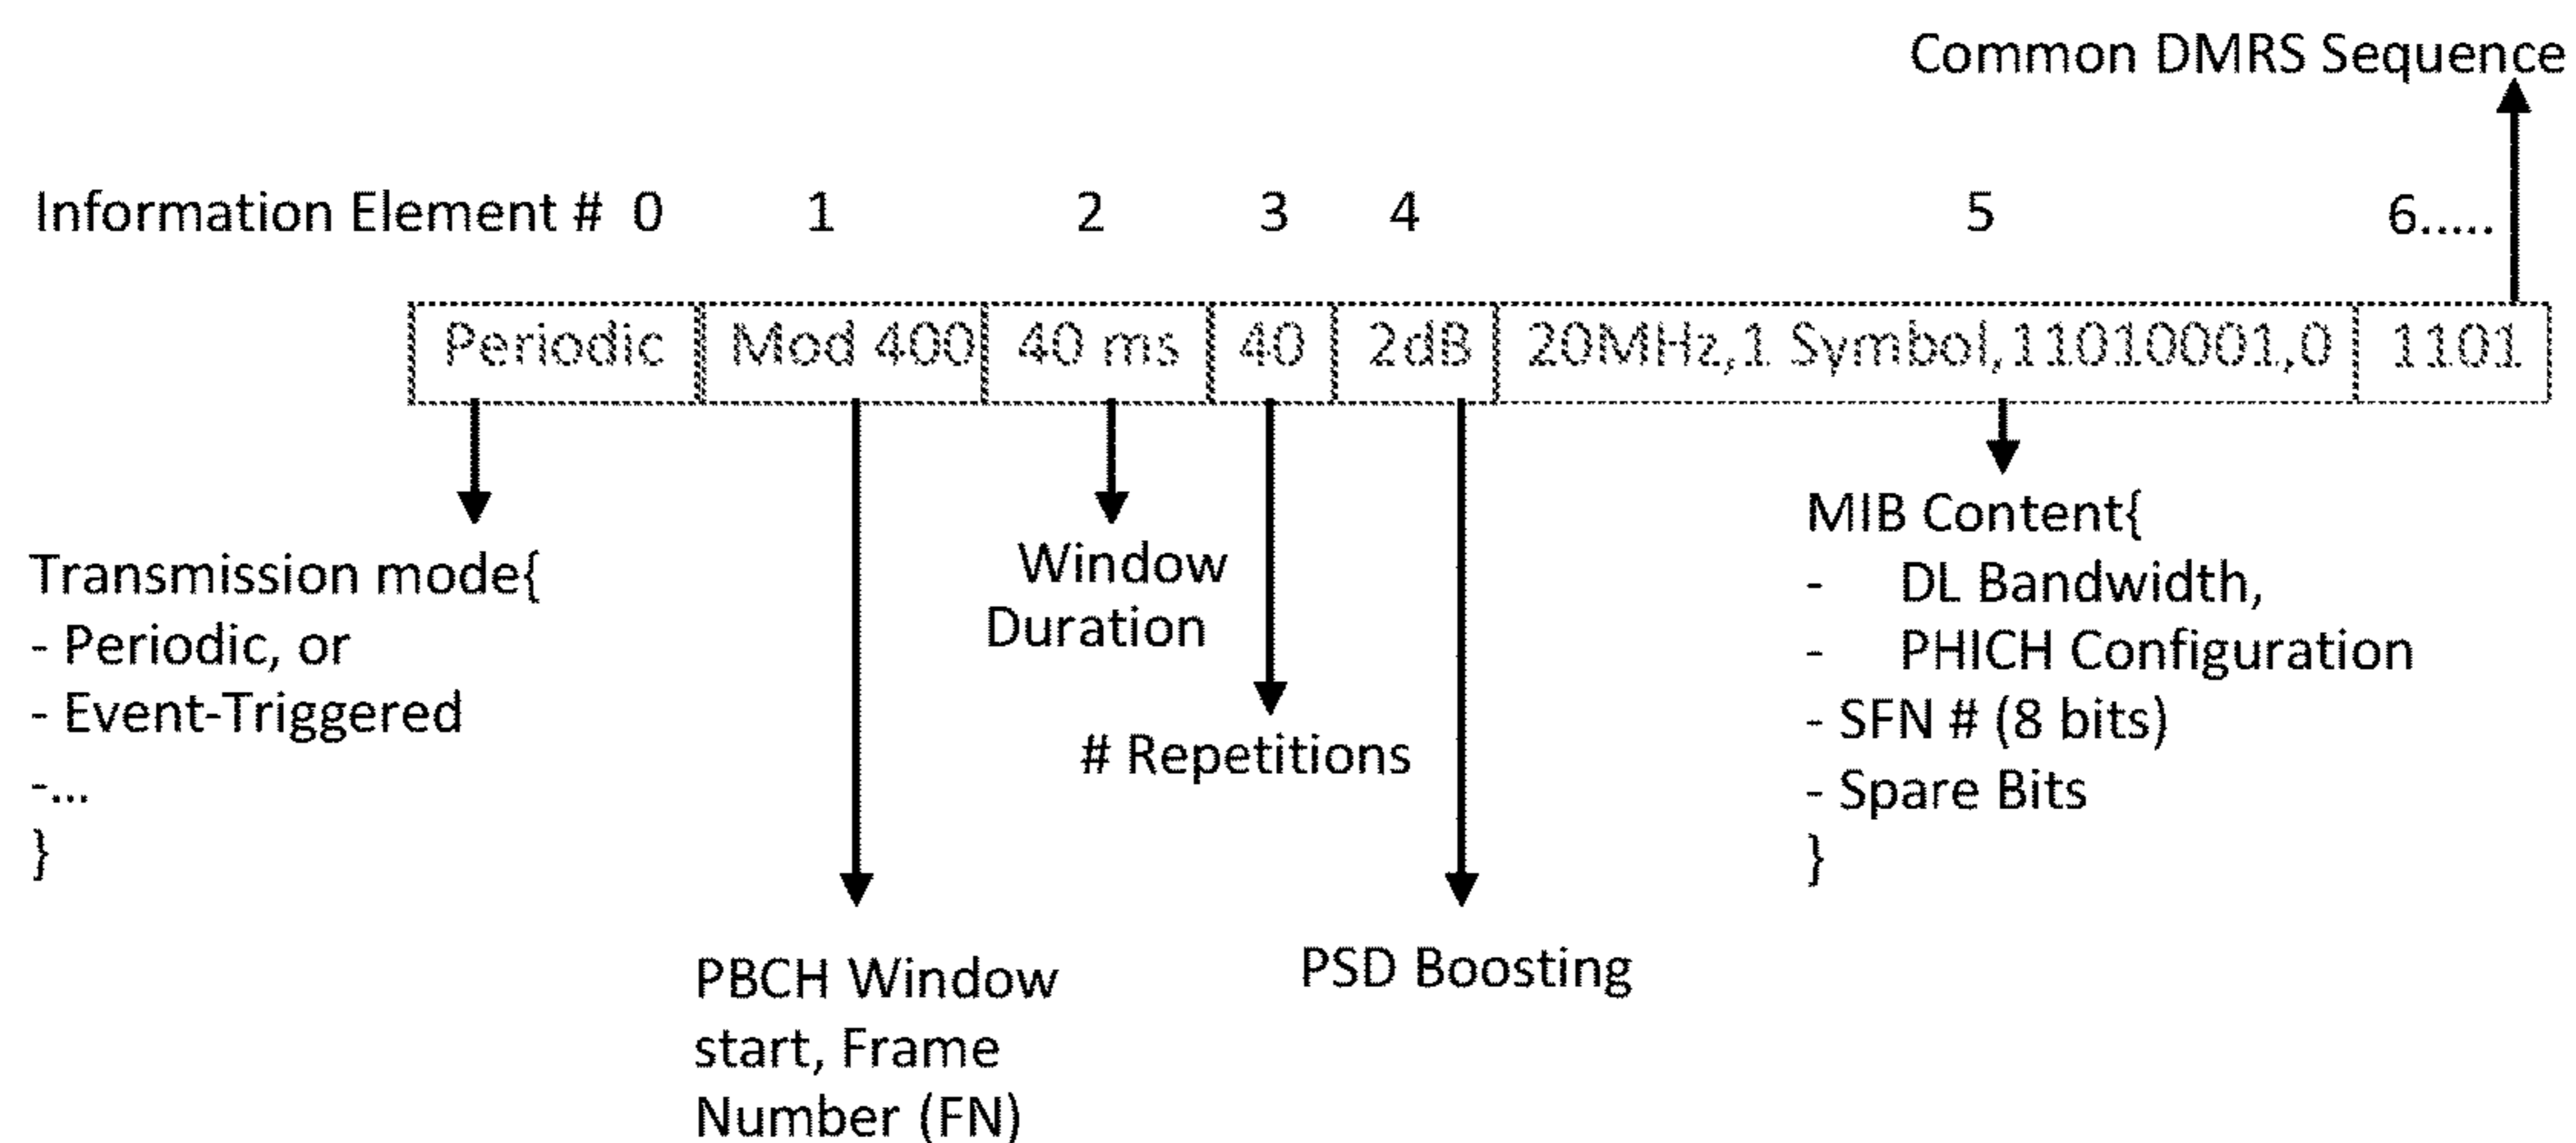 Common DMRS Sequence
Information Element # 0 1 2 3 4 5 6.....
Periodic Mod 400 40 ms 40 2dB 20MHz,1 Symbol,11010001,0 1101
Transmission mode{
- Periodic, or
- Event-Triggered
-...
}
PBCH Window
start, Frame
Number (FN)
Window
Duration
# Repetitions
PSD Boosting
MIB Content{
- DL Bandwidth,
- PHICH Configuration
- SFN # (8 bits)
- Spare Bits
}